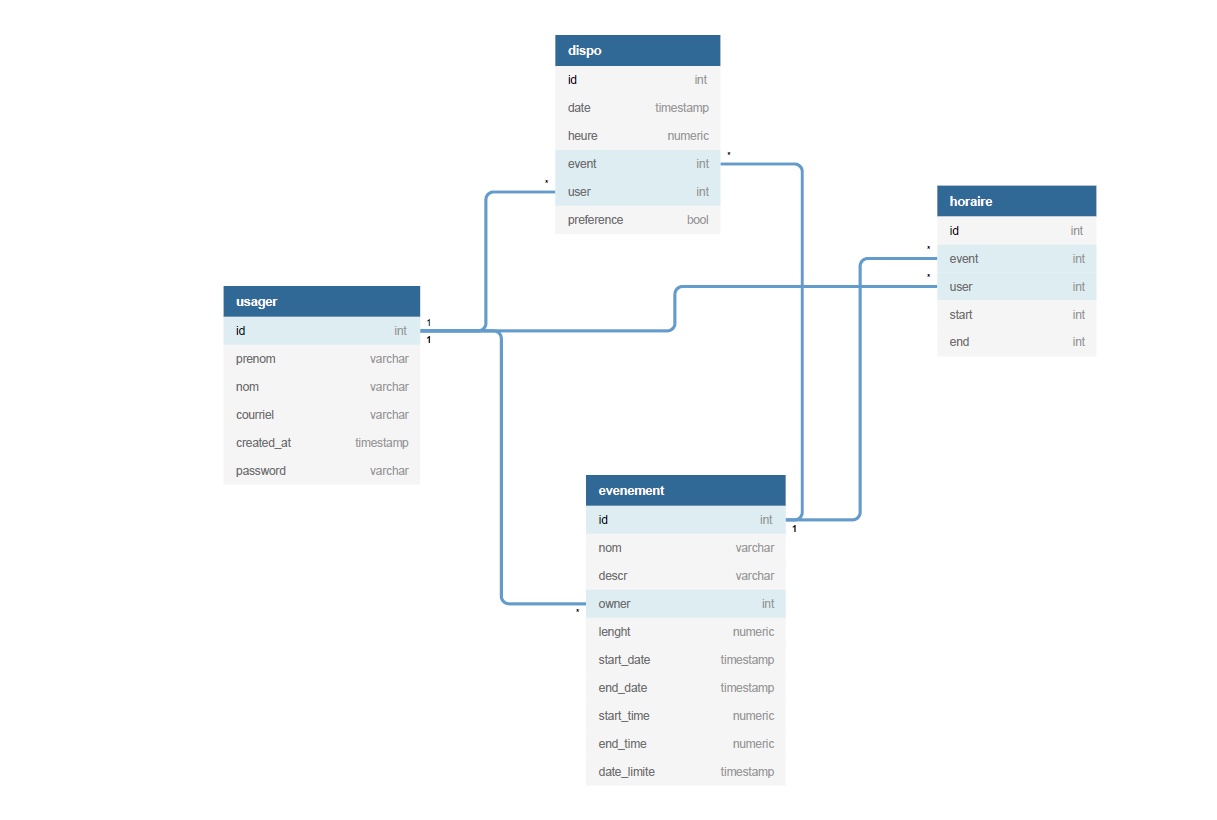 dispo
id int
date timestamp
heure numeric
event int *
* user int
preference bool
horaire
id int
* event int
* user int
start int
end int
usager
id int 1
1
prenom varchar
nom varchar
courriel varchar
created_at timestamp
password varchar
evenement
id int
1
nom varchar
descr varchar
owner int
*
lenght numeric
start_date timestamp
end_date timestamp
start_time numeric
end_time numeric
date_limite timestamp